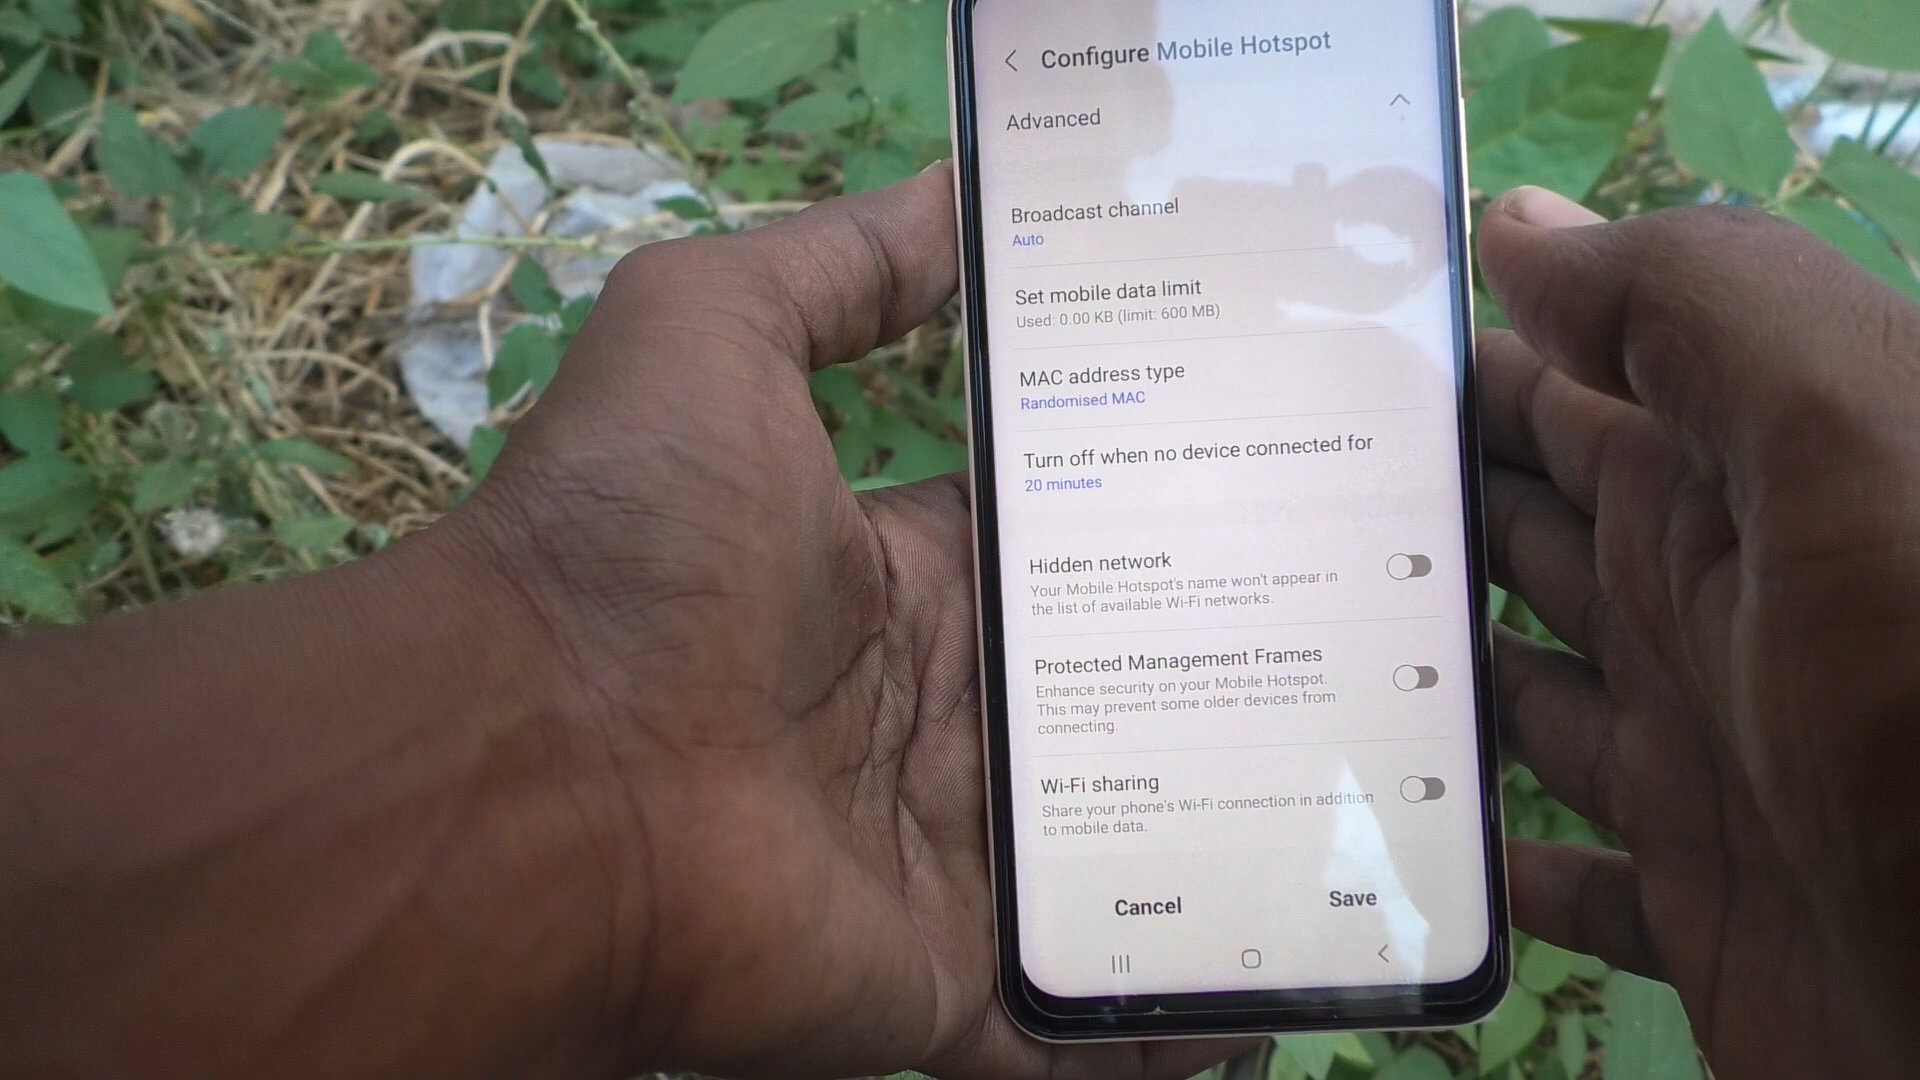 Configure Mobile Hotspot
Advanced
Broadcast channel
Auto
Set mobile data limit
Used: 0.00 KB (limit: 600 MB)
MAC address type
Randomised MAC
Turn off when no device connected for
20 minutes
Hidden network
Your Mobile Hotspot's name won't appear in
the list of available Wi-Fi networks.
Protected Management Frames
Enhance security on your Mobile Hotspot.
This may prevent some older devices from
connecting.
Wi-Fi sharing
Share your phone's Wi-Fi connection in addition
to mobile data.
Cancel
Save